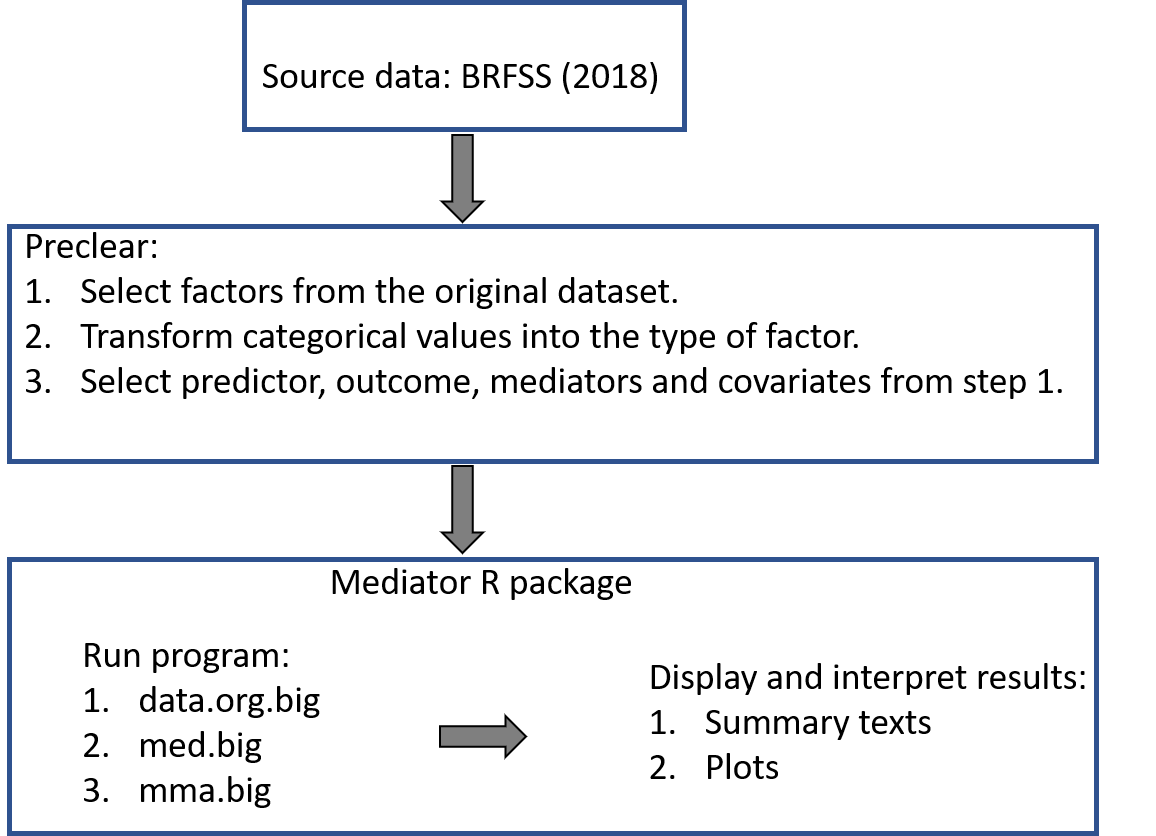 Source data: BRFSS (2018)
Preclear:
1. Select factors from the original dataset.
2. Transform categorical values into the type of factor.
3. Select predictor, outcome, mediators and covariates from step 1.
Mediator R package
Run program:
1. data.org.big
2. med.big
3. mma.big
Display and interpret results:
1. Summary texts
2. Plots